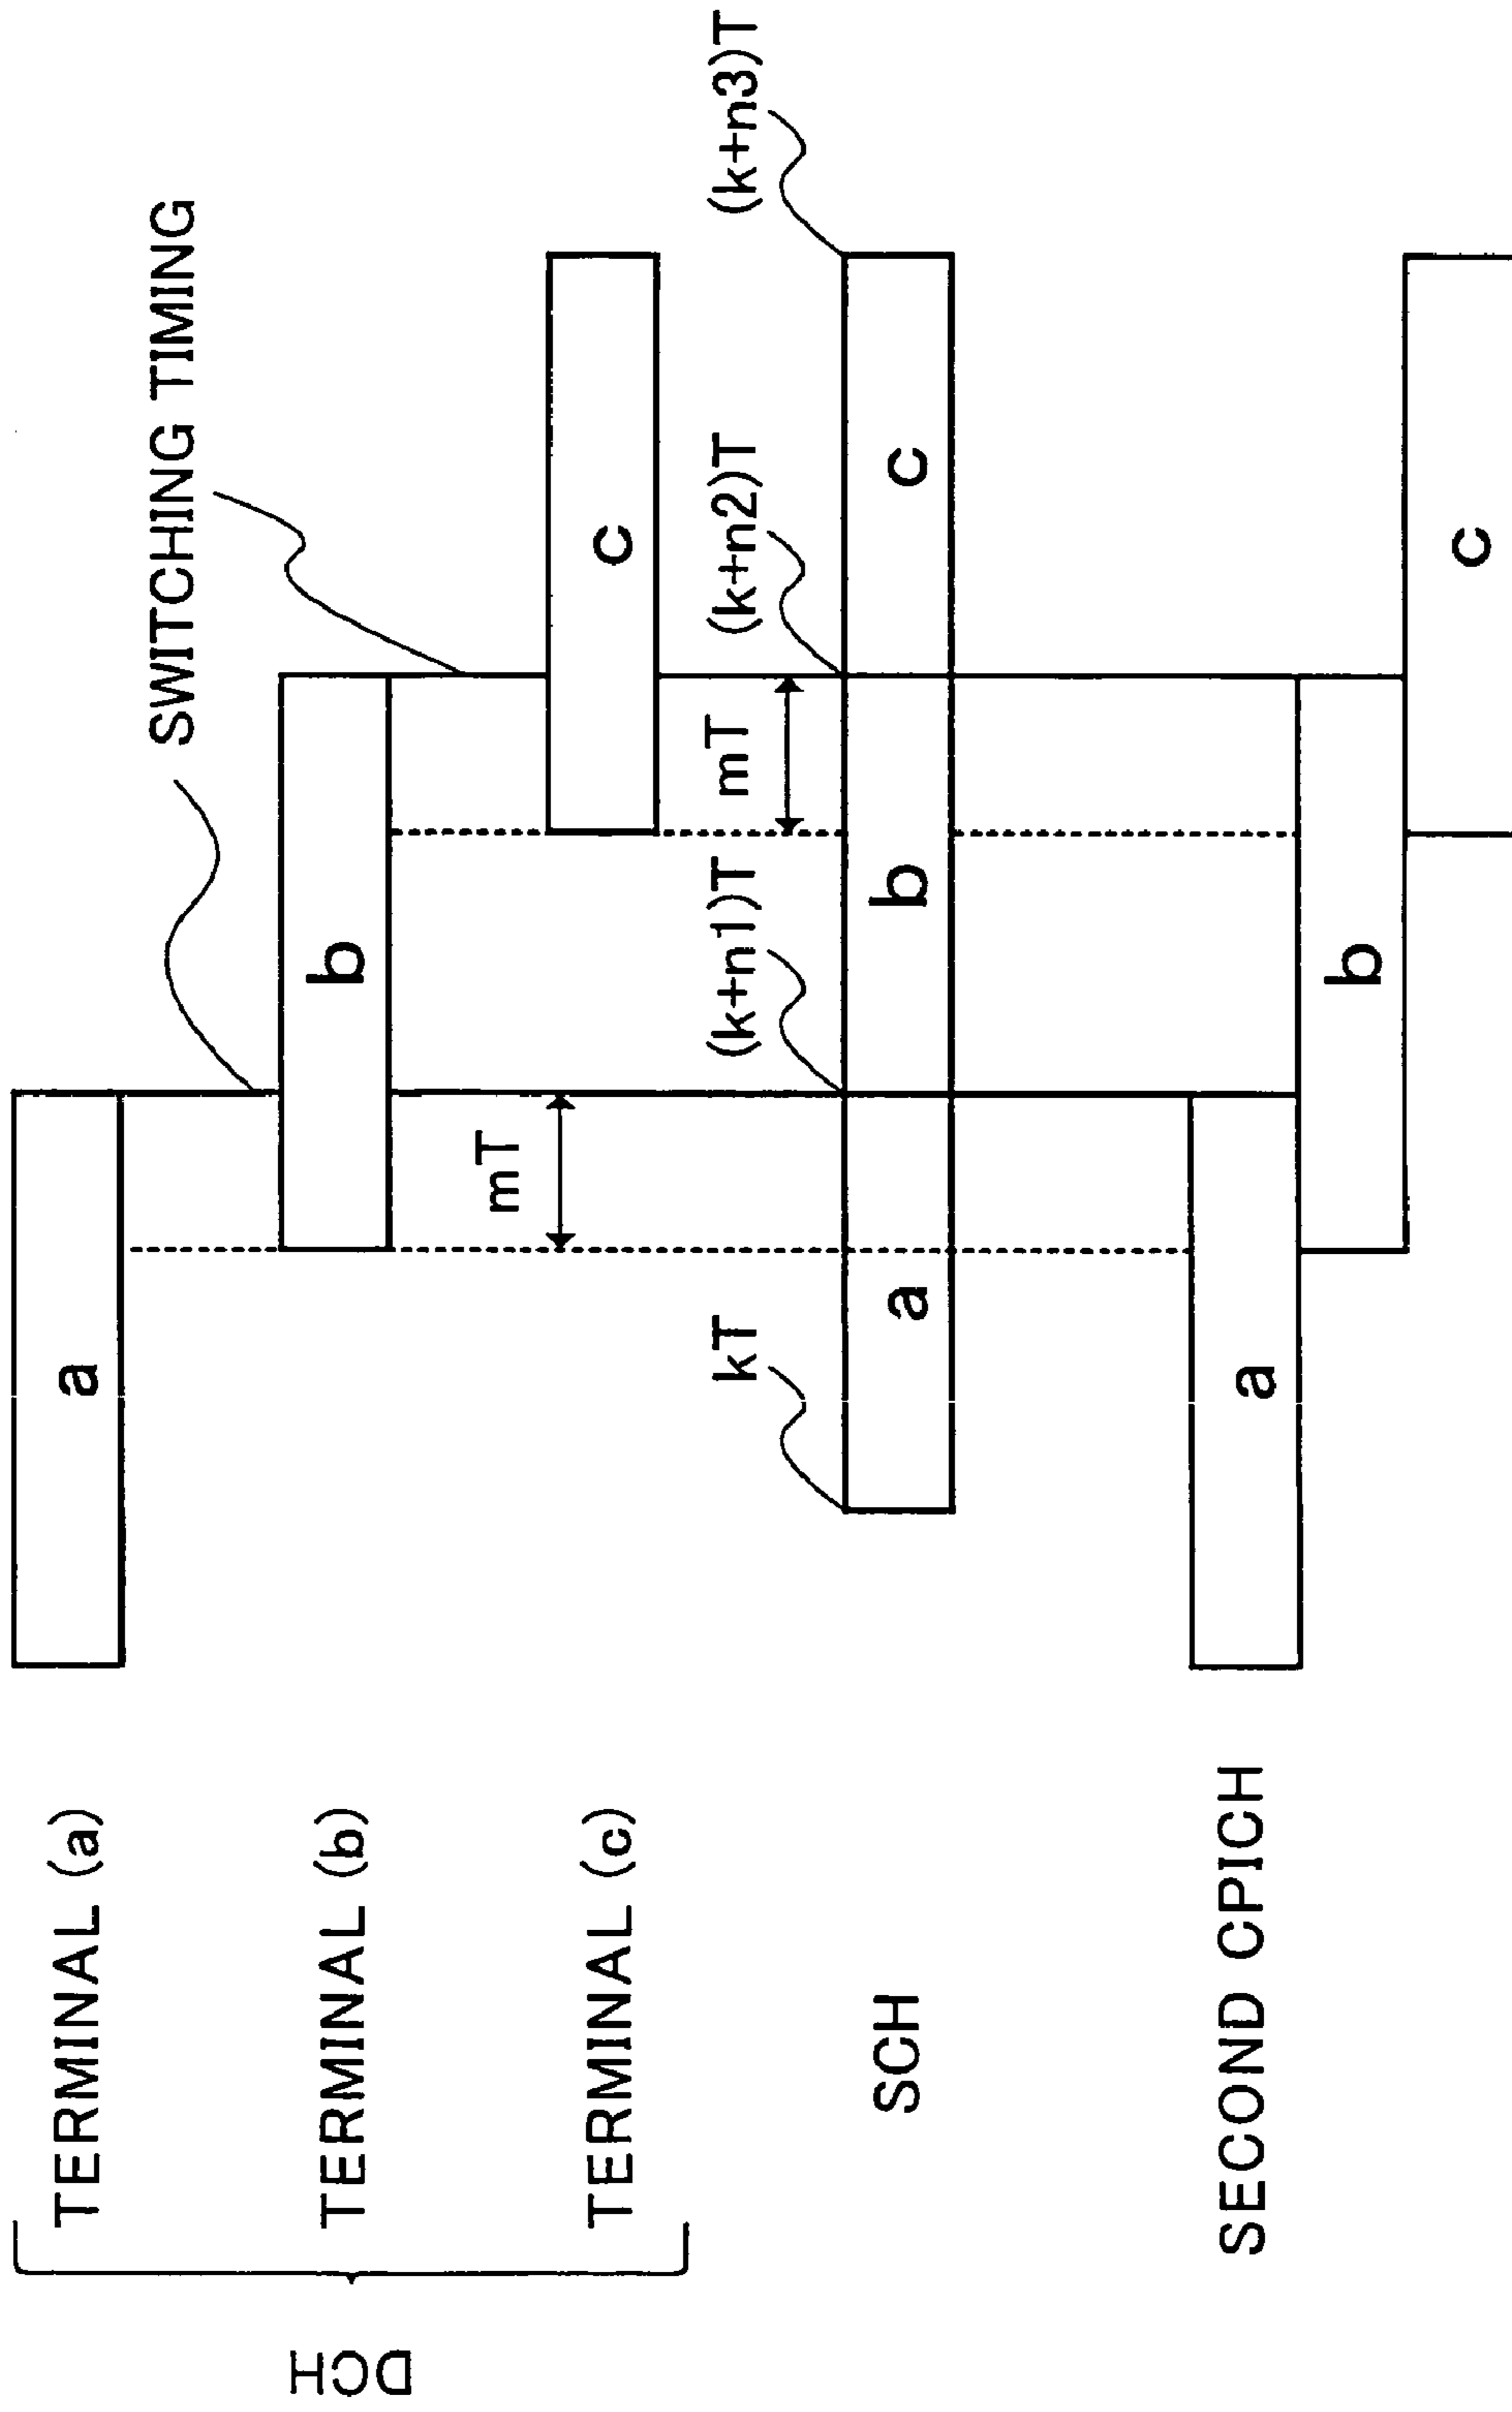 SWITCHING TIMING
DCH
TERMINAL (a)
a
TERMINAL (b)
b
TERMINAL (c)
c
mT
mT
kT
(k+n1)T
(k+n2)T
(k+n3)T
SCH
a
b
c
SECOND CPICH
a
b
c